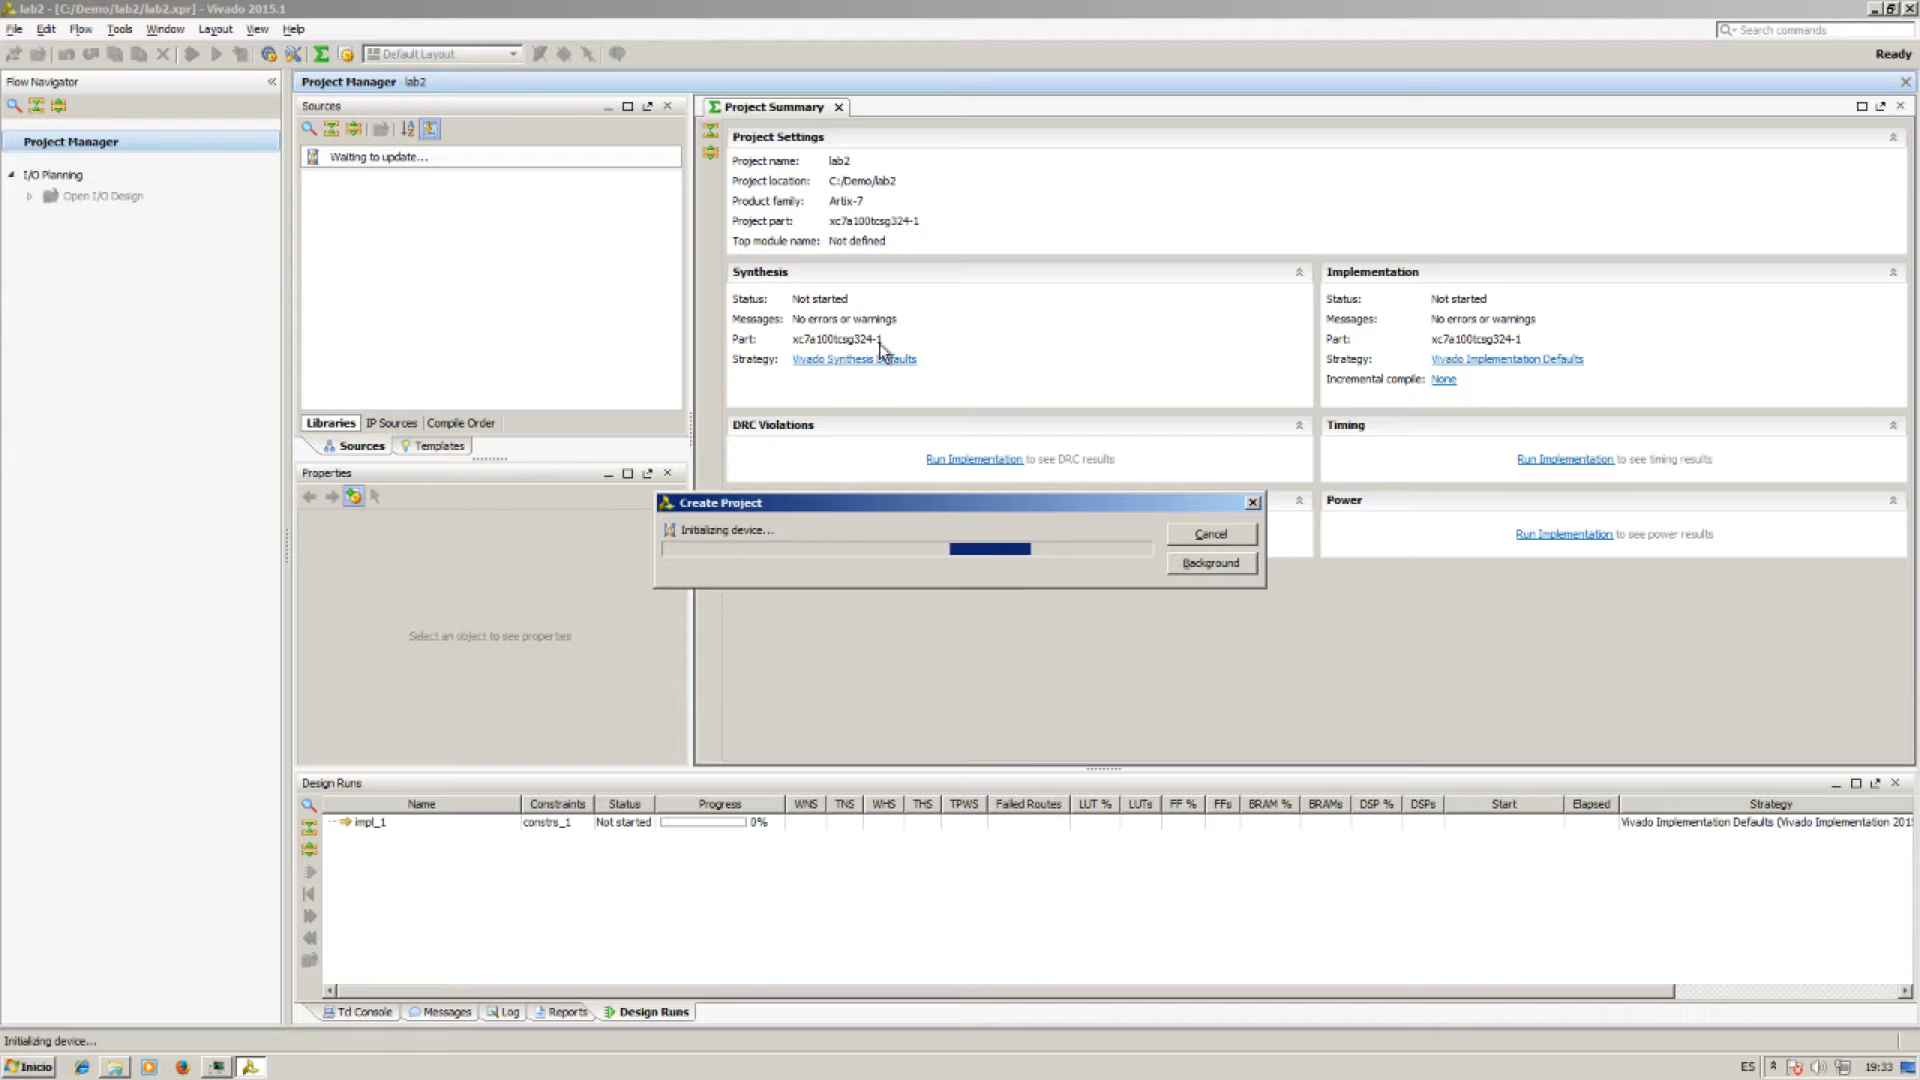 lab2 - [C:/Demo/lab2/lab2.xpr] - Vivado 2015.1
File Edit Flow Tools Window Layout View Help
Search commands
Default Layout
Ready
Flow Navigator
Project Manager
I/O Planning
Open I/O Design
Project Manager lab2
Sources
Waiting to update...
Libraries IP Sources Compile Order
Sources Templates
Properties
Select an object to see properties
Project Summary
Project Settings
Project name: lab2
Project location: C:/Demo/lab2
Product family: Artix-7
Project part: xc7a100tcsg324-1
Top module name: Not defined
Synthesis
Status: Not started
Messages: No errors or warnings
Part: xc7a100tcsg324-1
Strategy: Vivado Synthesis Defaults
Implementation
Status: Not started
Messages: No errors or warnings
Part: xc7a100tcsg324-1
Strategy: Vivado Implementation Defaults
Incremental compile: None
DRC Violations
Run Implementation to see DRC results
Timing
Run Implementation to see timing results
Power
Run Implementation to see power results
Create Project
Initializing device...
Cancel
Background
Design Runs
Name Constraints Status Progress WNS TNS WHS THS TPWS Failed Routes LUT % LUTs FF % FFs BRAM % BRAMs DSP % DSPs Start Elapsed Strategy
impl_1 constrs_1 Not started 0% Vivado Implementation Defaults (Vivado Implementation 201
Tcl Console Messages Log Reports Design Runs
Initializing device...
Inicio
ES 19:33